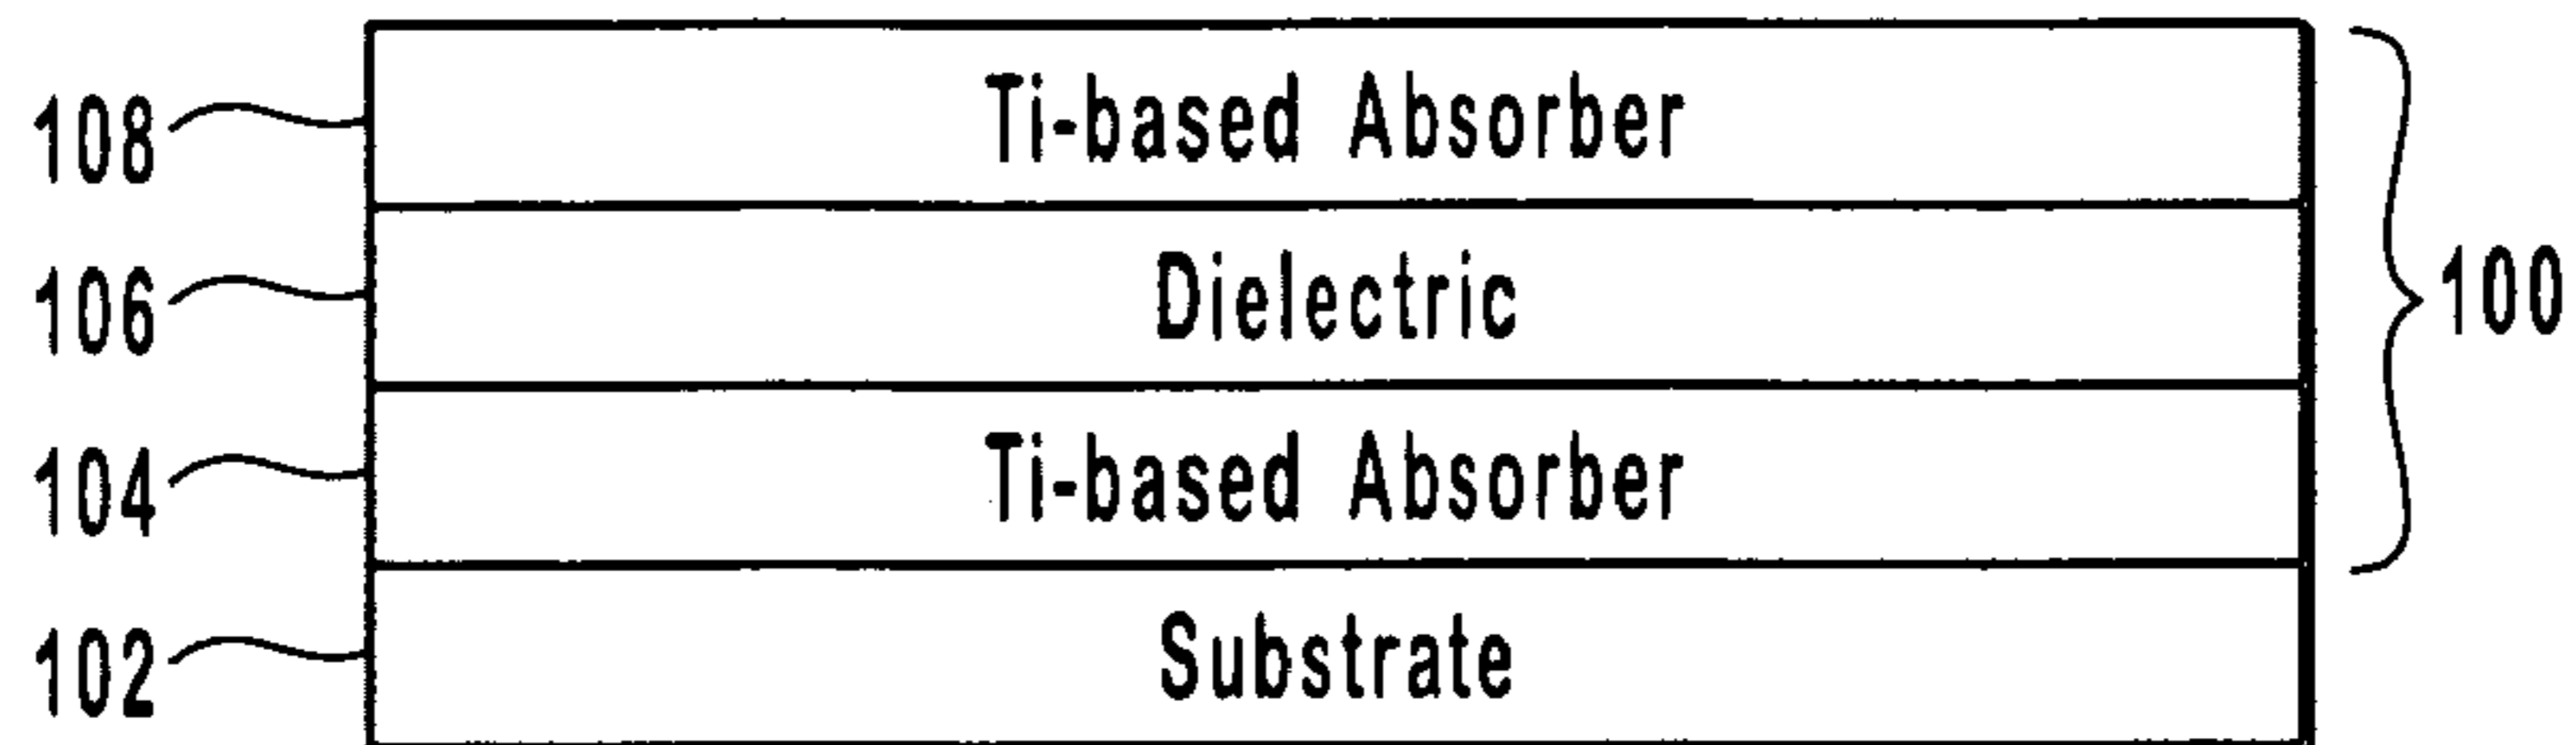 108 Ti-based Absorber
106 Dielectric
100
104 Ti-based Absorber
102 Substrate